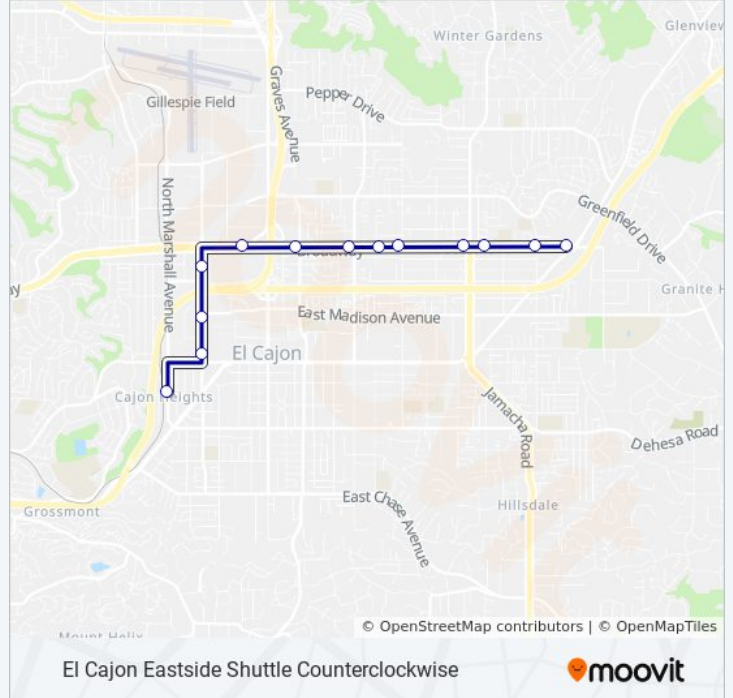 Winter Gardens
Glenview
Gillespie Field
Graves Avenue
Pepper Drive
North Marshall Avenue
Greenfield Drive
Broadway
Granite H
East Madison Avenue
El Cajon
Cajon Heights
Jamacha Road
Dehesa Road
East Chase Avenue
Hillsdale
Grossmont
Mount Helix
© OpenStreetMap contributors | © OpenMapTiles
El Cajon Eastside Shuttle Counterclockwise
moovit